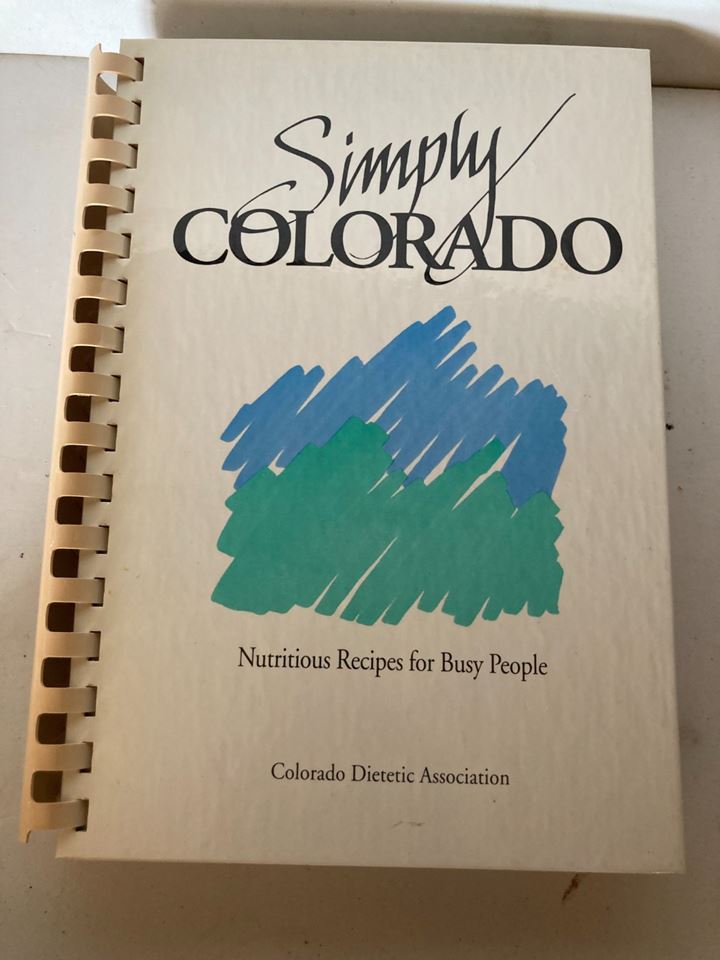 Simply
COLORADO
Nutritious Recipes for Busy People
Colorado Dietetic Association